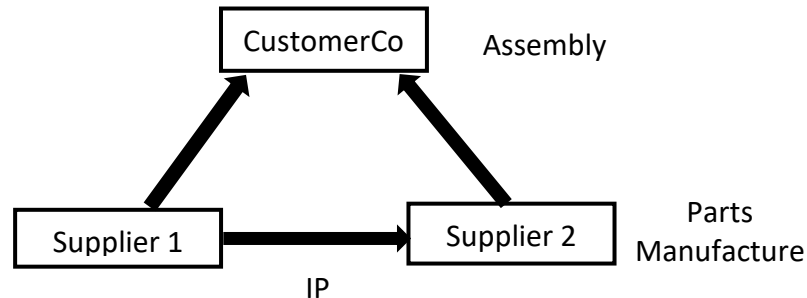 CustomerCo
Assembly
Supplier 1
Supplier 2
Parts
Manufacture
IP